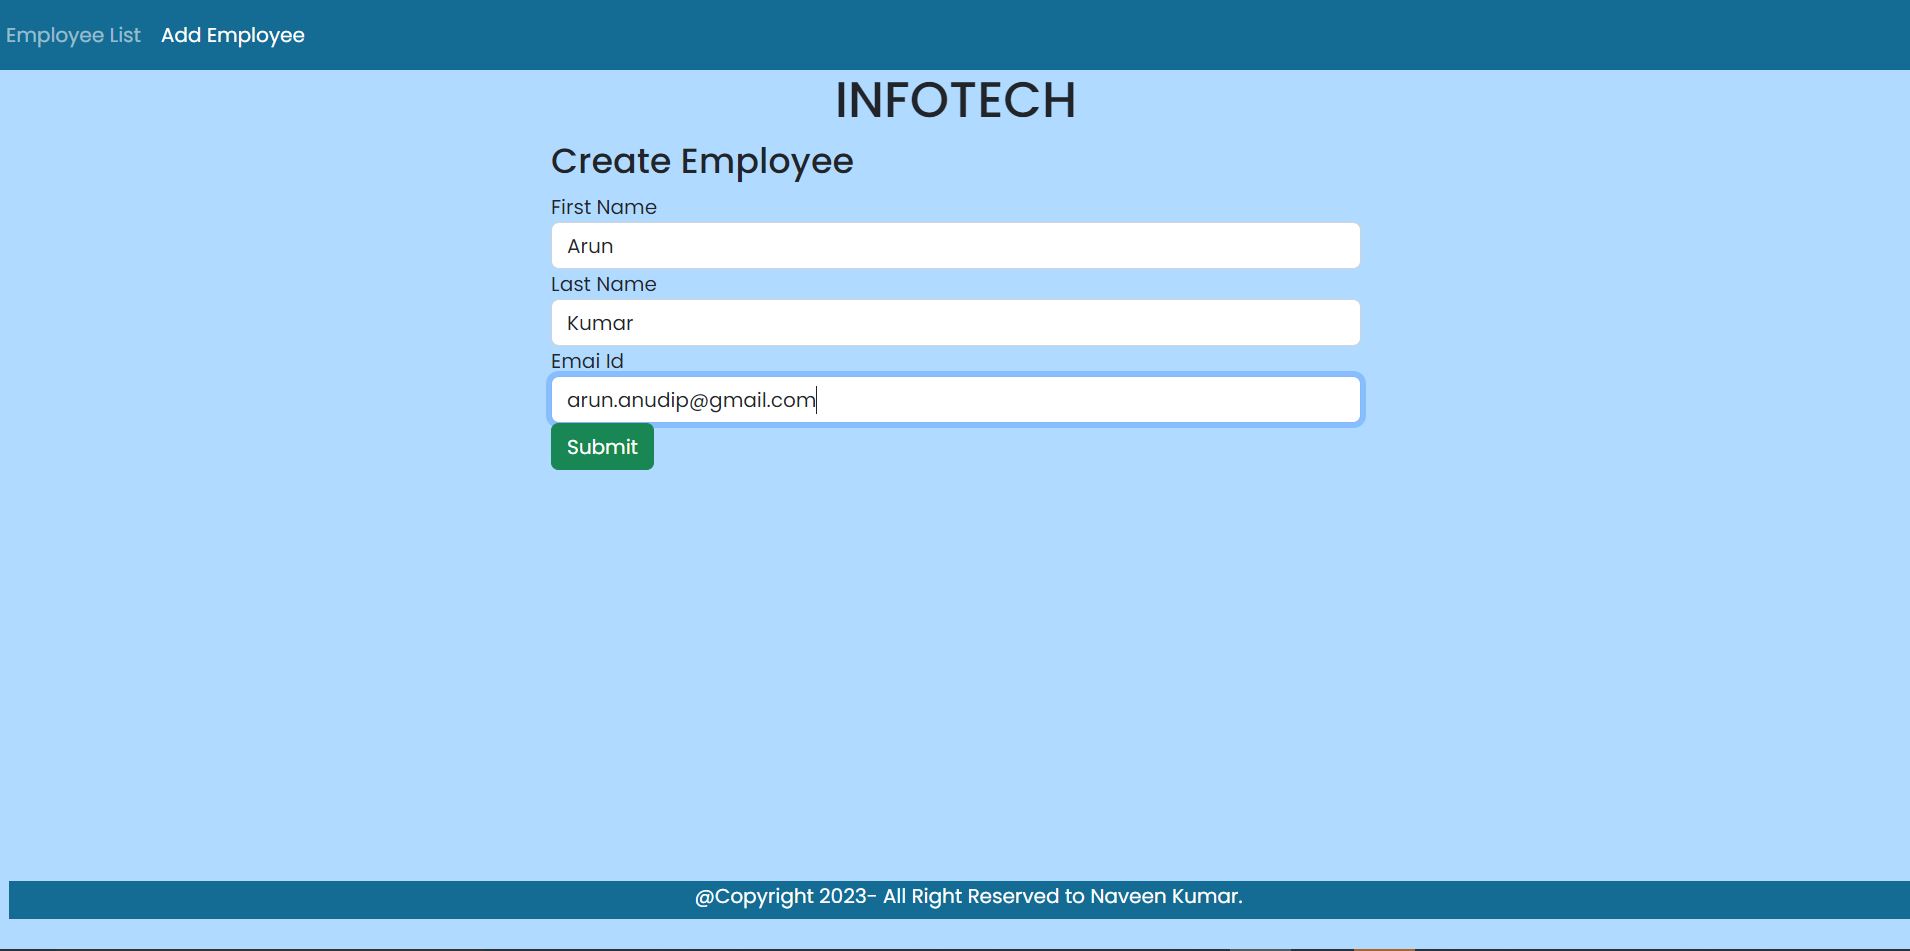 Employee List Add Employee
INFOTECH
Create Employee
First Name
Arun
Last Name
Kumar
Emai Id
arun.anudip@gmail.com
Submit
@Copyright 2023- All Right Reserved to Naveen Kumar.